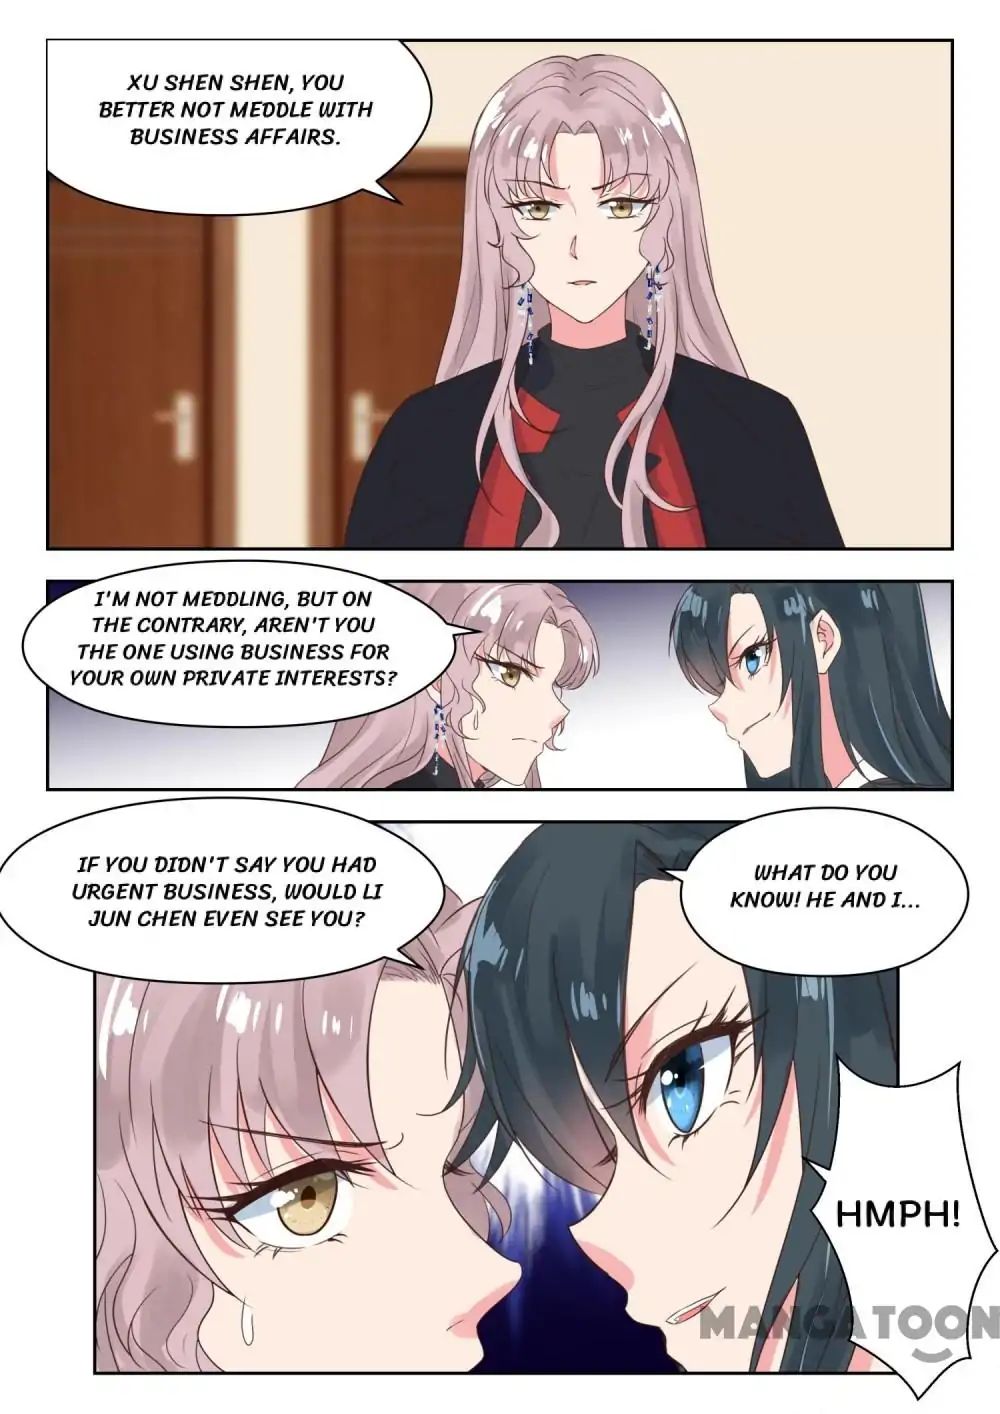 XU SHEN SHEN, YOU
BETTER NOT MEDDLE WITH
BUSINESS AFFAIRS.
I'M NOT MEDDLING, BUT ON
THE CONTRARY, AREN'T YOU
THE ONE USING BUSINESS FOR
YOUR OWN PRIVATE INTERESTS?
IF YOU DIDN'T SAY YOU HAD
URGENT BUSINESS, WOULD LI
JUN CHEN EVEN SEE YOU?
WHAT DO YOU
KNOW! HE AND I...
HMPH!
MANGATOON